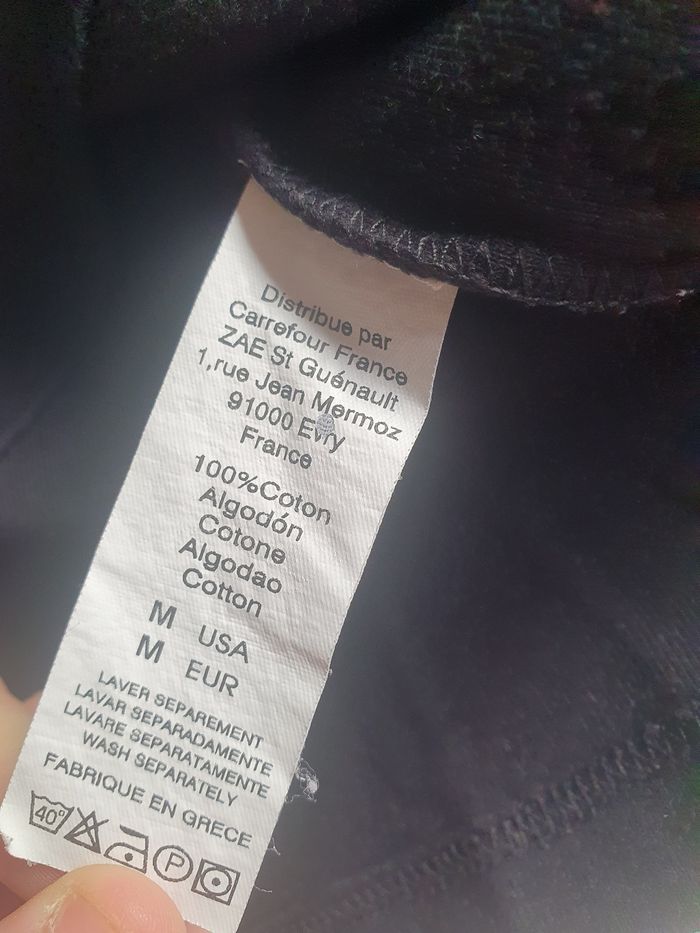 Distribue par
Carrefour France
ZAE St Guénault
1,rue Jean Mermoz
91000 Evry
France
100%Coton
Algodón
Cotone
Algodao
Cotton
M USA
M EUR
LAVER SEPAREMENT
LAVAR SEPARADAMENTE
LAVARE SEPARATAMENTE
WASH SEPARATELY
FABRIQUE EN GRECE
40° P